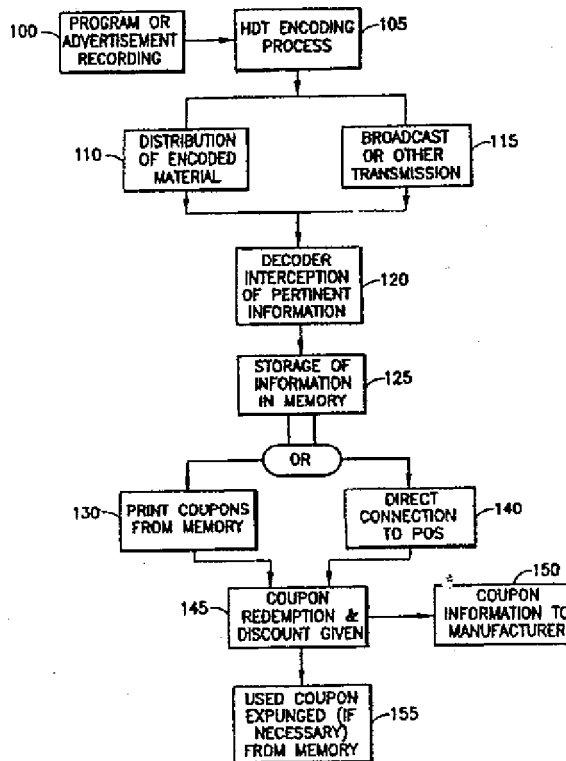 100
PROGRAM OR
ADVERTISEMENT
RECORDING
HDT ENCODING
PROCESS
105
110
DISTRIBUTION
OF ENCODED
MATERIAL
BROADCAST
OR OTHER
TRANSMISSION
115
DECODER
INTERCEPTION
OF PERTINENT
INFORMATION
120
STORAGE OF
INFORMATION
IN MEMORY
125
OR
130
PRINT COUPONS
FROM MEMORY
DIRECT
CONNECTION
TO POS
140
145
COUPON
REDEMPTION &
DISCOUNT GIVEN
150
COUPON
INFORMATION TO
MANUFACTURER
USED COUPON
EXPUNGED (IF
NECESSARY)
FROM MEMORY
155